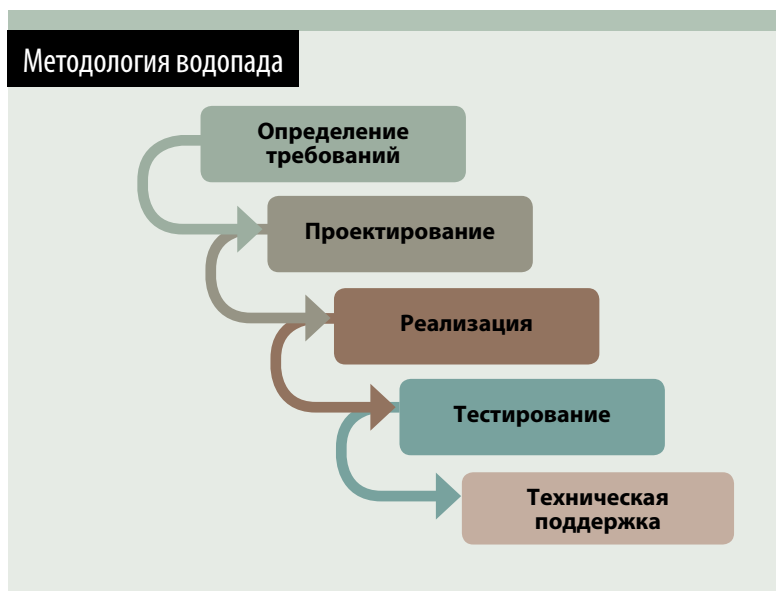 Методология водопада
Определение
требований
Проектирование
Реализация
Тестирование
Техническая
поддержка